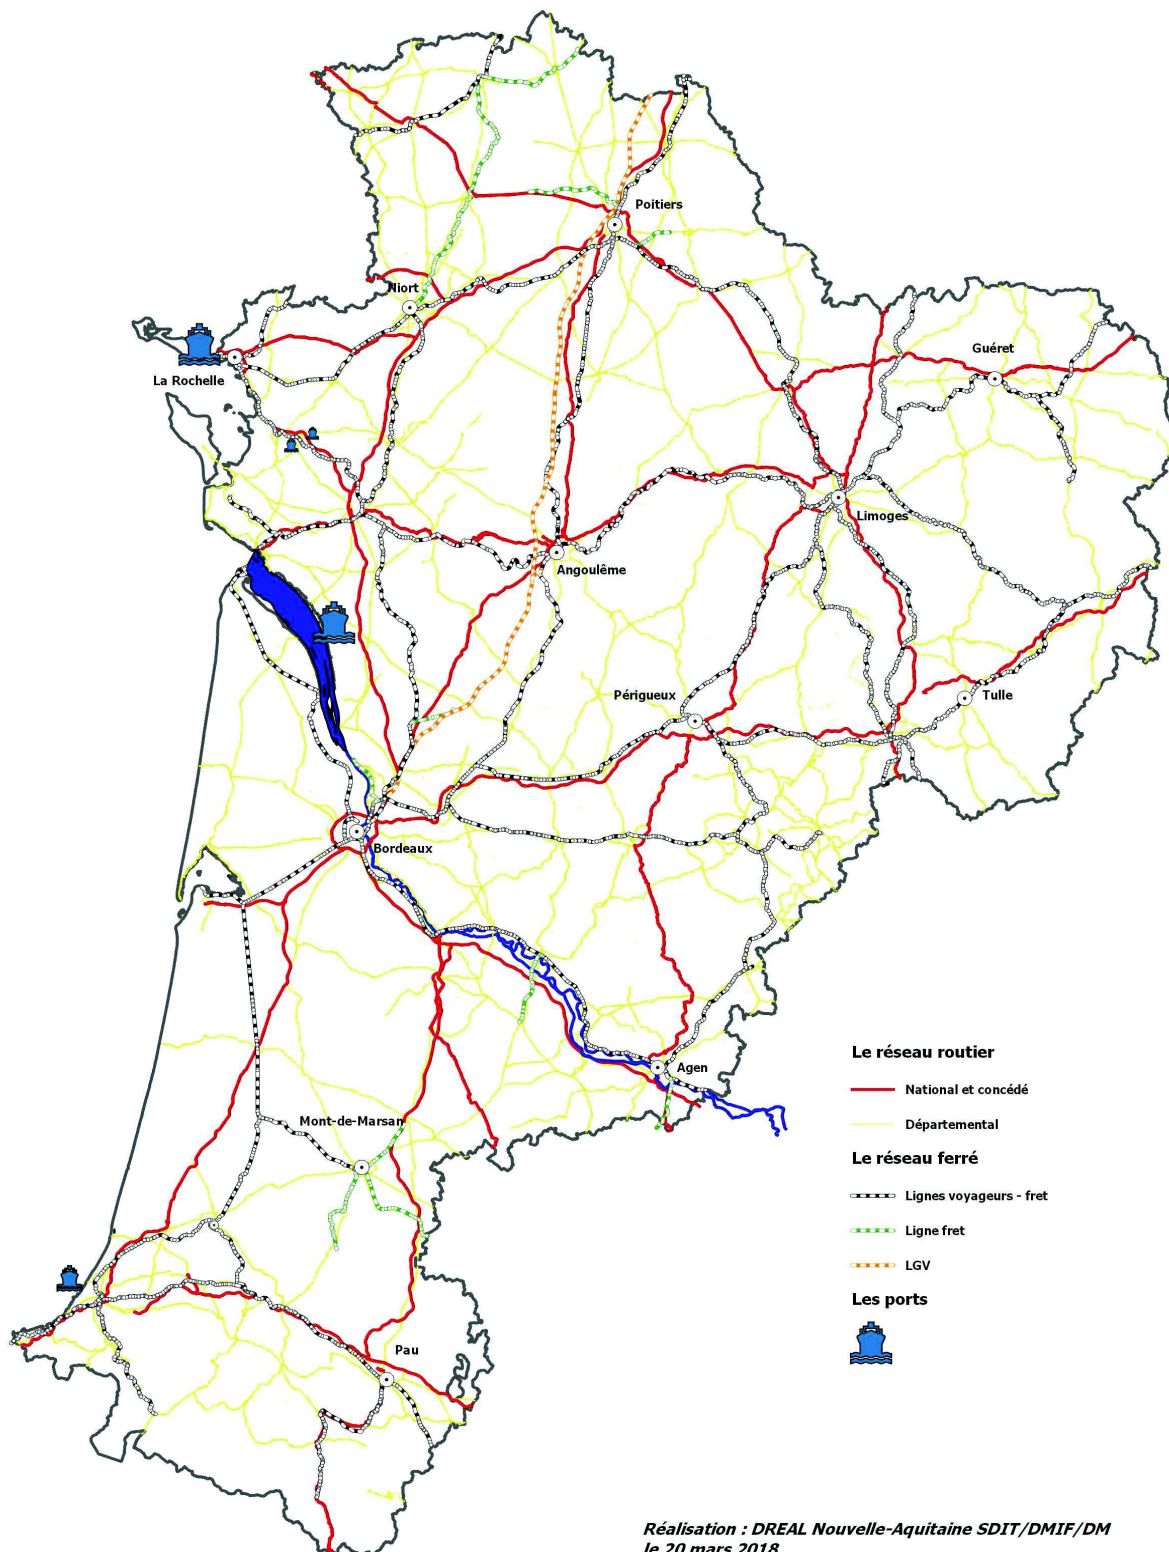 Poitiers
Niort
Guéret
La Rochelle
Limoges
Angoulême
Périgueux
Tulle
Bordeaux
Agen
Mont-de-Marsan
Pau
Le réseau routier
National et concédé
Départemental
Le réseau ferré
Lignes voyageurs - fret
Ligne fret
LGV
Les ports
Réalisation : DREAL Nouvelle-Aquitaine SDIT/DMIF/DM
le 20 mars 2018